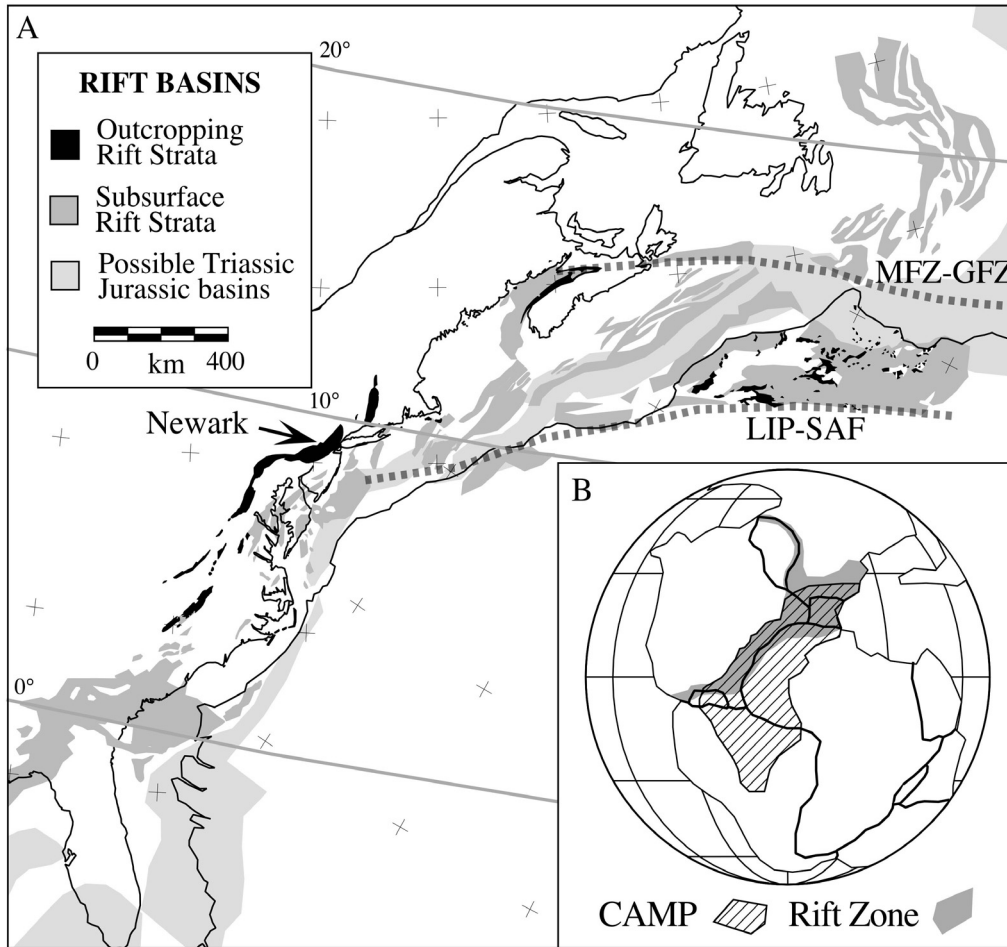 A
20°
RIFT BASINS
Outcropping
Rift Strata
Subsurface
Rift Strata
Possible Triassic
Jurassic basins
0 400
km
MFZ-GFZ
10°
Newark
LIP-SAF
B
0°
CAMP Rift Zone